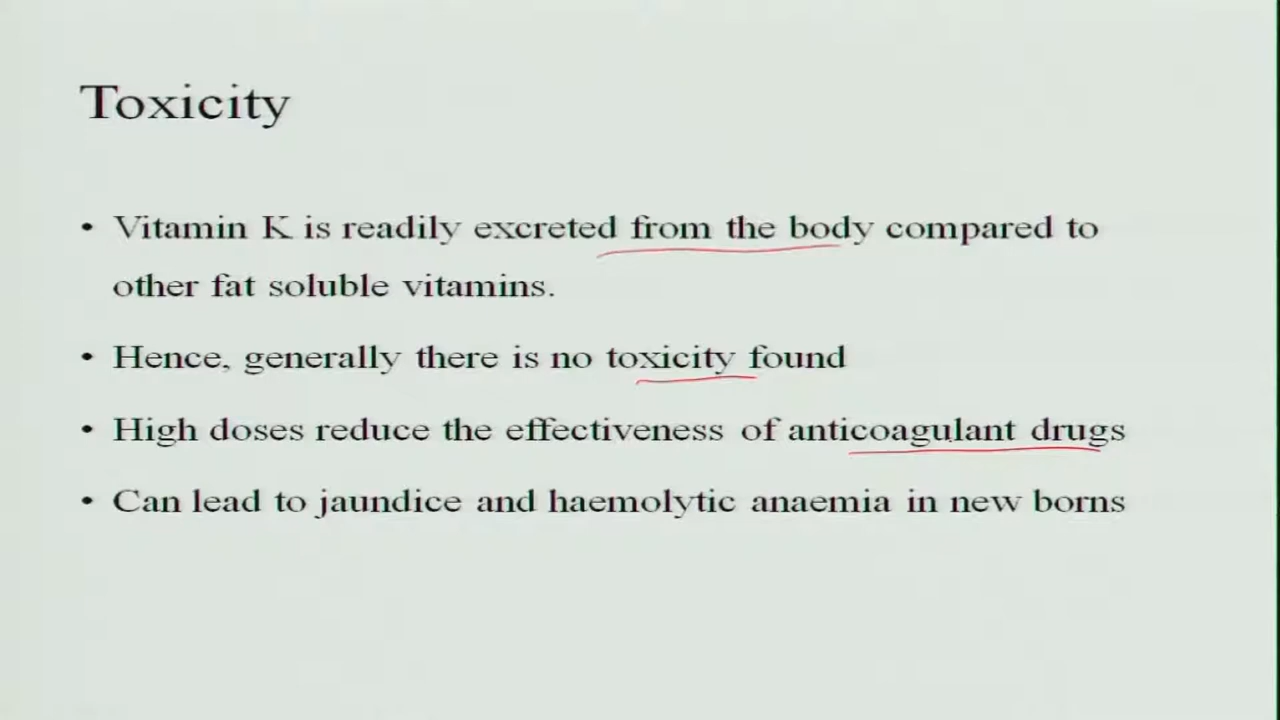 Toxicity
• Vitamin K is readily excreted from the body compared to
other fat soluble vitamins.
• Hence, generally there is no toxicity found
• High doses reduce the effectiveness of anticoagulant drugs
• Can lead to jaundice and haemolytic anaemia in new borns